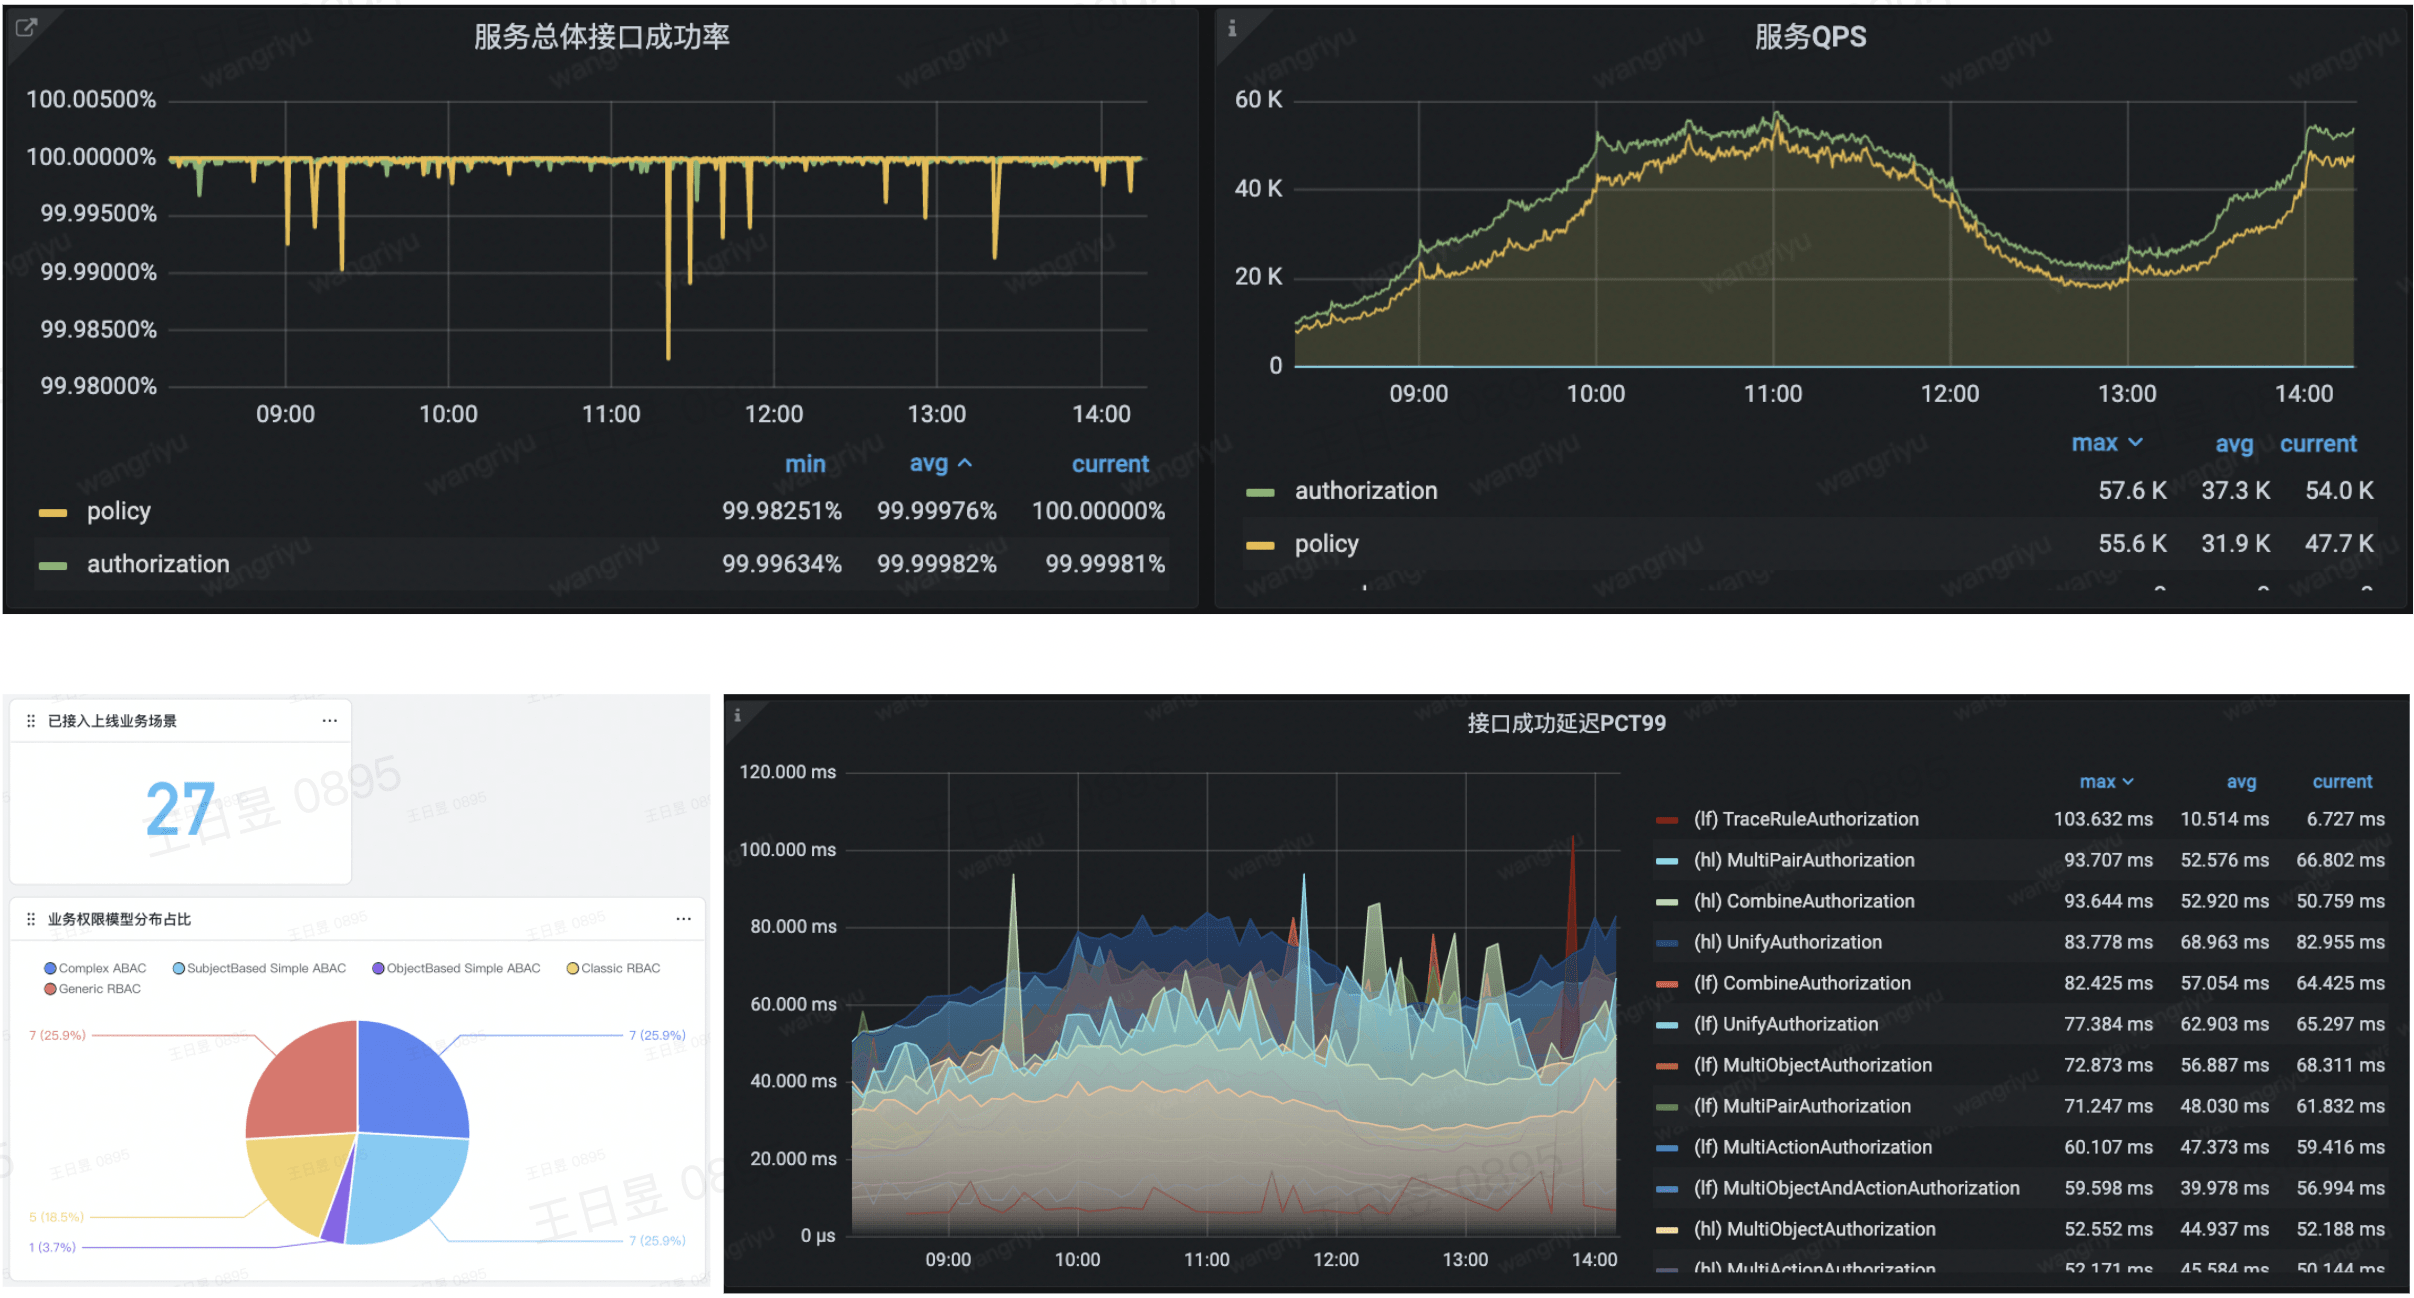 服务总体接口成功率
100.00500%
100.00000%
99.99500%
99.99000%
99.98500%
99.98000%
09:00 10:00 11:00 12:00 13:00 14:00
min avg current
policy 99.98251% 99.99976% 100.00000%
authorization 99.99634% 99.99982% 99.99981%
服务QPS
60 K
40 K
20 K
0
09:00 10:00 11:00 12:00 13:00 14:00
max avg current
authorization 57.6 K 37.3 K 54.0 K
policy 55.6 K 31.9 K 47.7 K
已接入上线业务场景
27
业务权限模型分布占比
Complex ABAC SubjectBased Simple ABAC ObjectBased Simple ABAC Classic RBAC
Generic RBAC
7 (25.9%) 7 (25.9%)
5 (18.5%)
1 (3.7%) 7 (25.9%)
接口成功延迟PCT99
120.000 ms
100.000 ms
80.000 ms
60.000 ms
40.000 ms
20.000 ms
0 µs
09:00 10:00 11:00 12:00 13:00 14:00
max avg current
(lf) TraceRuleAuthorization 103.632 ms 10.514 ms 6.727 ms
(hl) MultiPairAuthorization 93.707 ms 52.576 ms 66.802 ms
(hl) CombineAuthorization 93.644 ms 52.920 ms 50.759 ms
(hl) UnifyAuthorization 83.778 ms 68.963 ms 82.955 ms
(lf) CombineAuthorization 82.425 ms 57.054 ms 64.425 ms
(lf) UnifyAuthorization 77.384 ms 62.903 ms 65.297 ms
(lf) MultiObjectAuthorization 72.873 ms 56.887 ms 68.311 ms
(lf) MultiPairAuthorization 71.247 ms 48.030 ms 61.832 ms
(lf) MultiActionAuthorization 60.107 ms 47.373 ms 59.416 ms
(lf) MultiObjectAndActionAuthorization 59.598 ms 39.978 ms 56.994 ms
(hl) MultiObjectAuthorization 52.552 ms 44.937 ms 52.188 ms
(hl) MultiActionAuthorization 52.171 ms 45.584 ms 50.144 ms
wangriyu
王日昱 0895